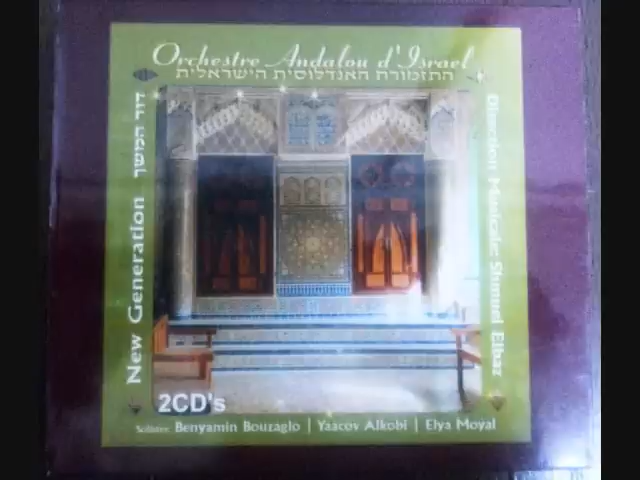 Orchestre Andalou d'Israel
התזמורת האנדלוסית הישראלית
דור המשך
New Generation
Direction Musicale: Shmuel Elbaz
2CD's
Solistes: Benyamin Bouzaglo | Yaacov Alkobi | Elya Moyal